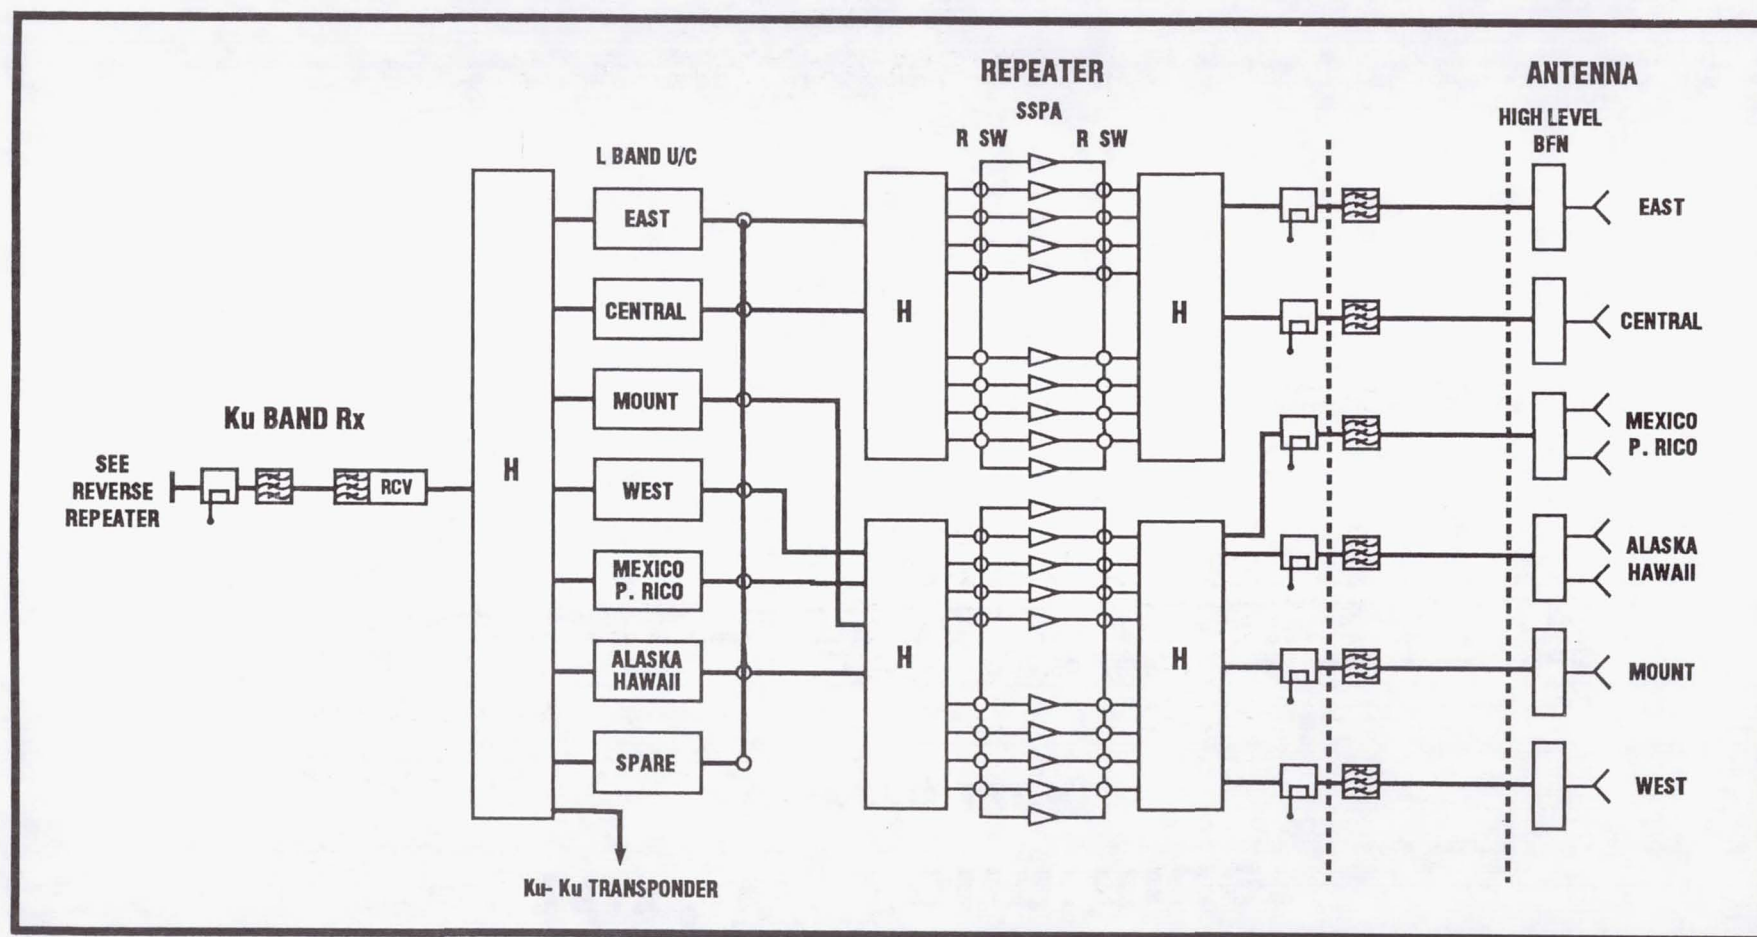 REPEATER
ANTENNA
SSPA
R SW
R SW
HIGH LEVEL
BFN
L BAND U/C
EAST
CENTRAL
MOUNT
WEST
MEXICO
P. RICO
ALASKA
HAWAII
SPARE
Ku BAND Rx
SEE
REVERSE
REPEATER
RCV
H
H
H
H
H
EAST
CENTRAL
MEXICO
P. RICO
ALASKA
HAWAII
MOUNT
WEST
Ku- Ku TRANSPONDER